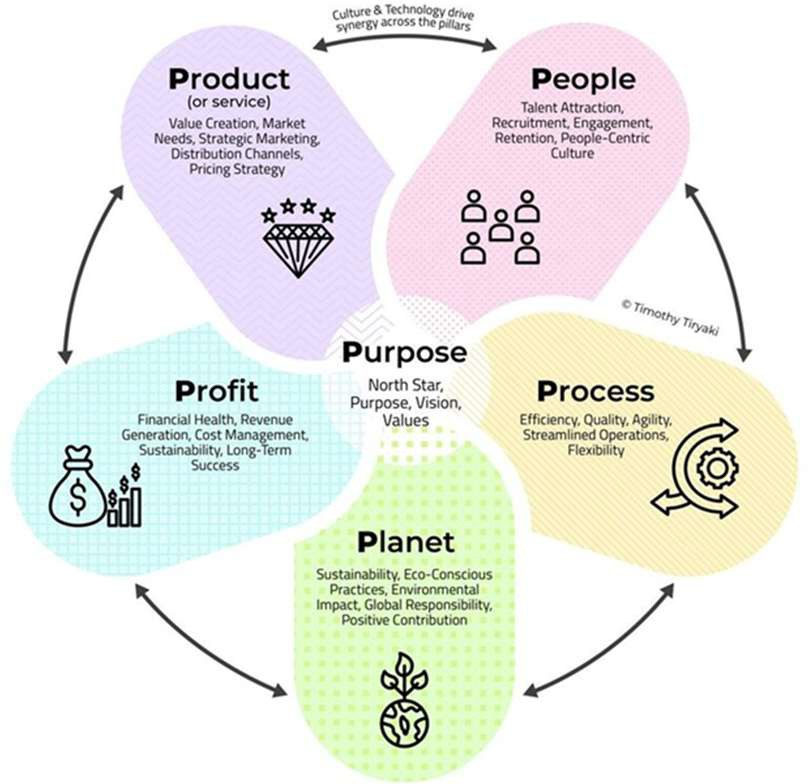 Culture & Technology drive
synergy across the pillars
Product
(or service)
Value Creation, Market
Needs, Strategic Marketing,
Distribution Channels,
Pricing Strategy
People
Talent Attraction,
Recruitment, Engagement,
Retention, People-Centric
Culture
© Timothy Tiryaki
Purpose
North Star,
Purpose, Vision,
Values
Profit
Financial Health, Revenue
Generation, Cost Management,
Sustainability, Long-Term
Success
$
$
$
$
Process
Efficiency, Quality, Agility,
Streamlined Operations,
Flexibility
Planet
Sustainability, Eco-Conscious
Practices, Environmental
Impact, Global Responsibility,
Positive Contribution